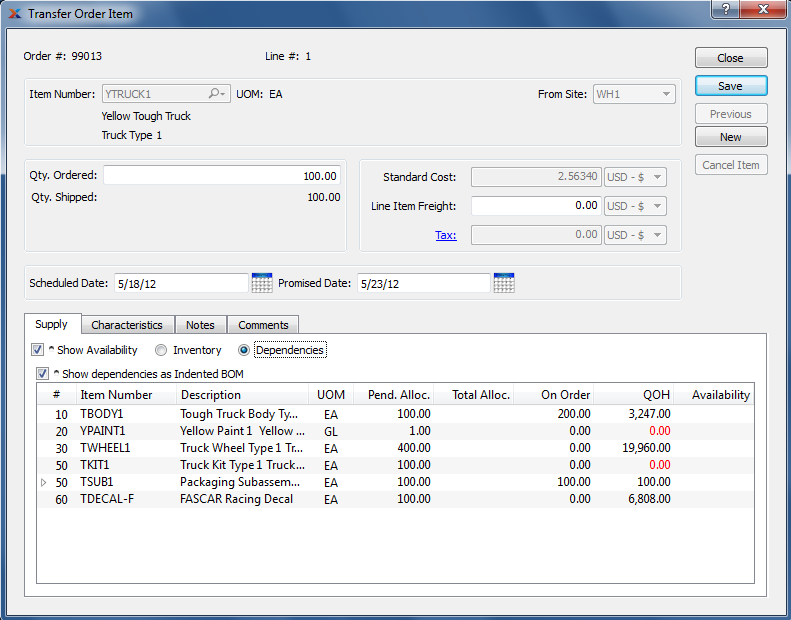 Transfer Order Item
?
Order #: 99013
Line #: 1
Close
Item Number: YTRUCK1
UOM: EA
From Site: WH1
Save
Yellow Tough Truck
Previous
Truck Type 1
New
Cancel Item
Qty. Ordered: 100.00
Standard Cost: 2.56340 USD - $
Qty. Shipped: 100.00
Line Item Freight: 0.00 USD - $
Tax: 0.00 USD - $
Scheduled Date: 5/18/12
Promised Date: 5/23/12
Supply Characteristics Notes Comments
^ Show Availability Inventory Dependencies
^ Show dependencies as Indented BOM
# Item Number Description UOM Pend. Alloc. Total Alloc. On Order QOH Availability
10 TBODY1 Tough Truck Body Ty... EA 100.00 200.00 3,247.00
20 YPAINT1 Yellow Paint 1 Yellow ... GL 1.00 0.00 0.00
30 TWHEEL1 Truck Wheel Type 1 Tr... EA 400.00 0.00 19,960.00
50 TKIT1 Truck Kit Type 1 Truck... EA 100.00 0.00 0.00
50 TSUB1 Packaging Subassem... EA 100.00 100.00 100.00
60 TDECAL-F FASCAR Racing Decal EA 100.00 0.00 6,808.00